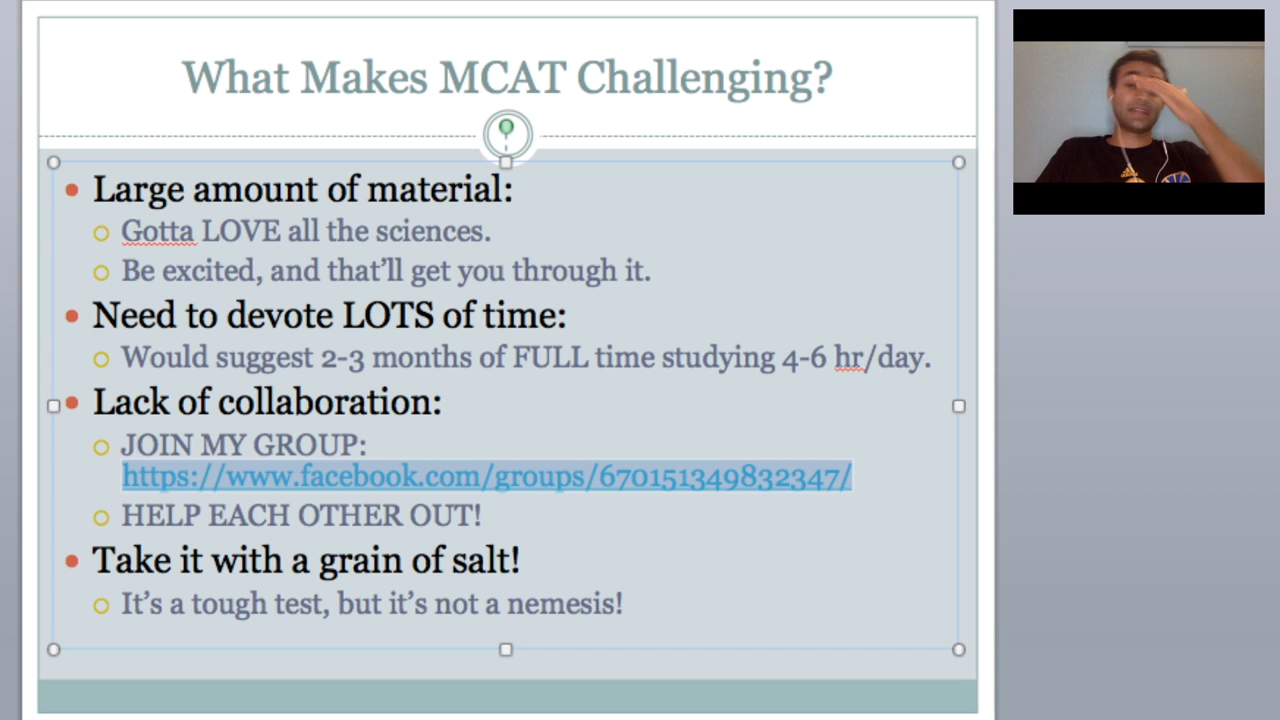 What Makes MCAT Challenging?
Large amount of material:
Gotta LOVE all the sciences.
Be excited, and that’ll get you through it.
Need to devote LOTS of time:
Would suggest 2-3 months of FULL time studying 4-6 hr/day.
Lack of collaboration:
JOIN MY GROUP:
https://www.facebook.com/groups/670151349832347/
HELP EACH OTHER OUT!
Take it with a grain of salt!
It’s a tough test, but it’s not a nemesis!